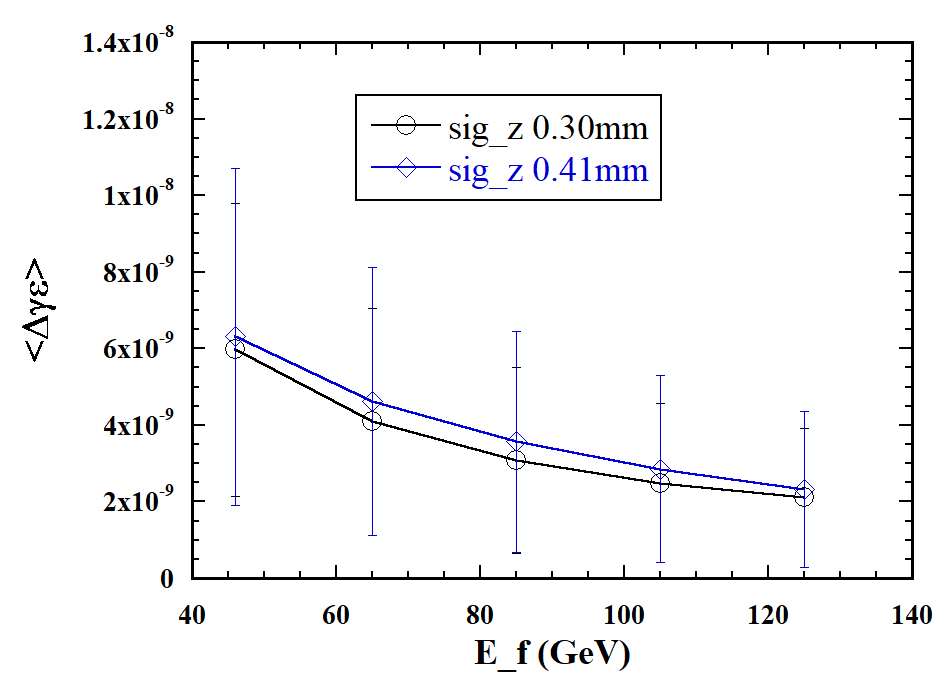 1.4x10⁻⁸
1.2x10⁻⁸
1x10⁻⁸
8x10⁻⁹
6x10⁻⁹
4x10⁻⁹
2x10⁻⁹
0
<Δγε>
sig_z 0.30mm
sig_z 0.41mm
40 60 80 100 120 140
E_f (GeV)